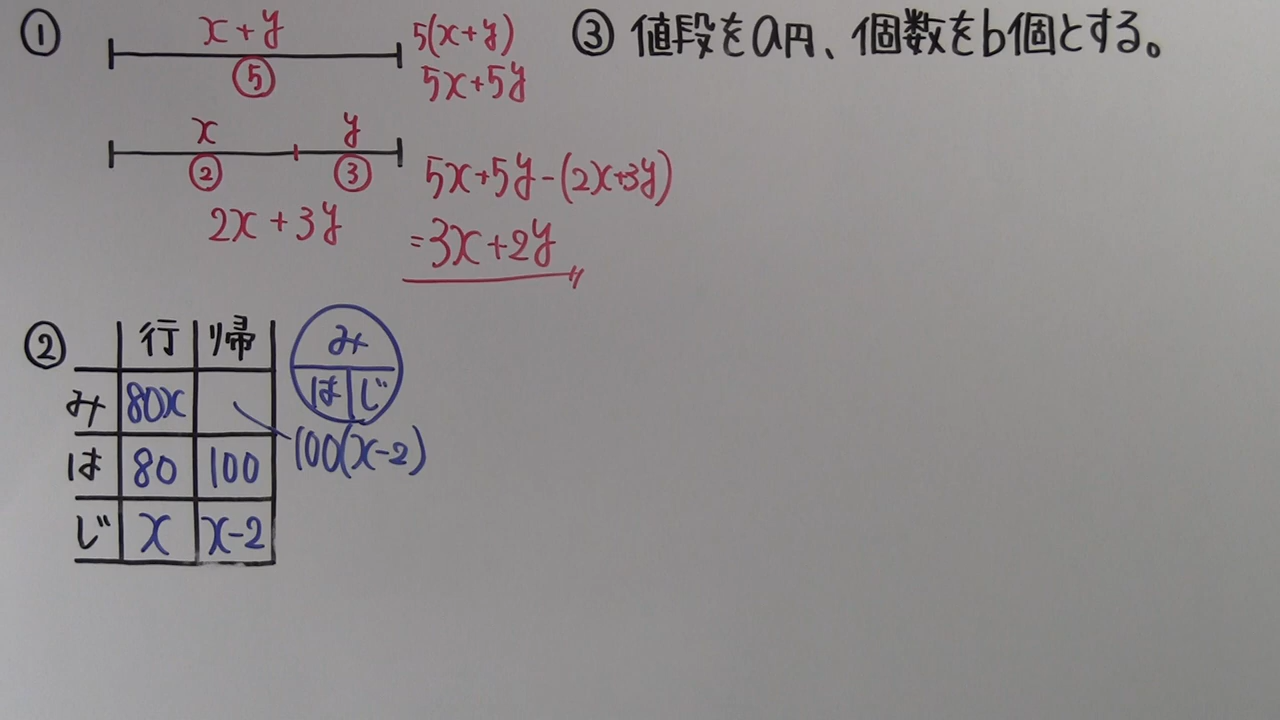 ①
x+y
⑤
5(x+y)
5x+5y
x y
② ③
2x+3y
5x+5y-(2x+3y)
=3x+2y
②
行 帰
み 80x
は 80 100
じ x x-2
み
は じ
100(x-2)
③ 値段をa円、個数をb個とする。